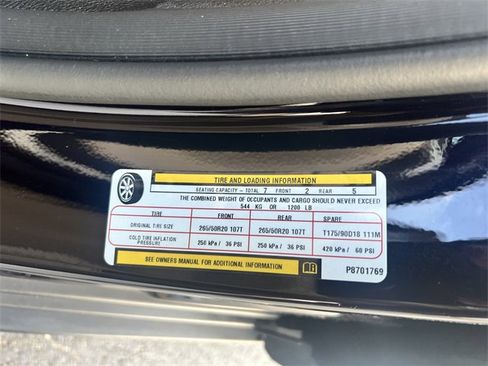 TIRE AND LOADING INFORMATION
SEATING CAPACITY - TOTAL 7 FRONT 2 REAR 5
THE COMBINED WEIGHT OF OCCUPANTS AND CARGO SHOULD NEVER EXCEED
544 KG OR 1200 LB
TIRE FRONT REAR SPARE
ORIGINAL TIRE SIZE 265/50R20 107T 265/50R20 107T T175/90D18 111M
COLD TIRE INFLATION
PRESSURE 250 kPa / 36 PSI 250 kPa / 36 PSI 420 kPa / 60 PSI
SEE OWNERS MANUAL FOR ADDITIONAL INFORMATION
P8701769